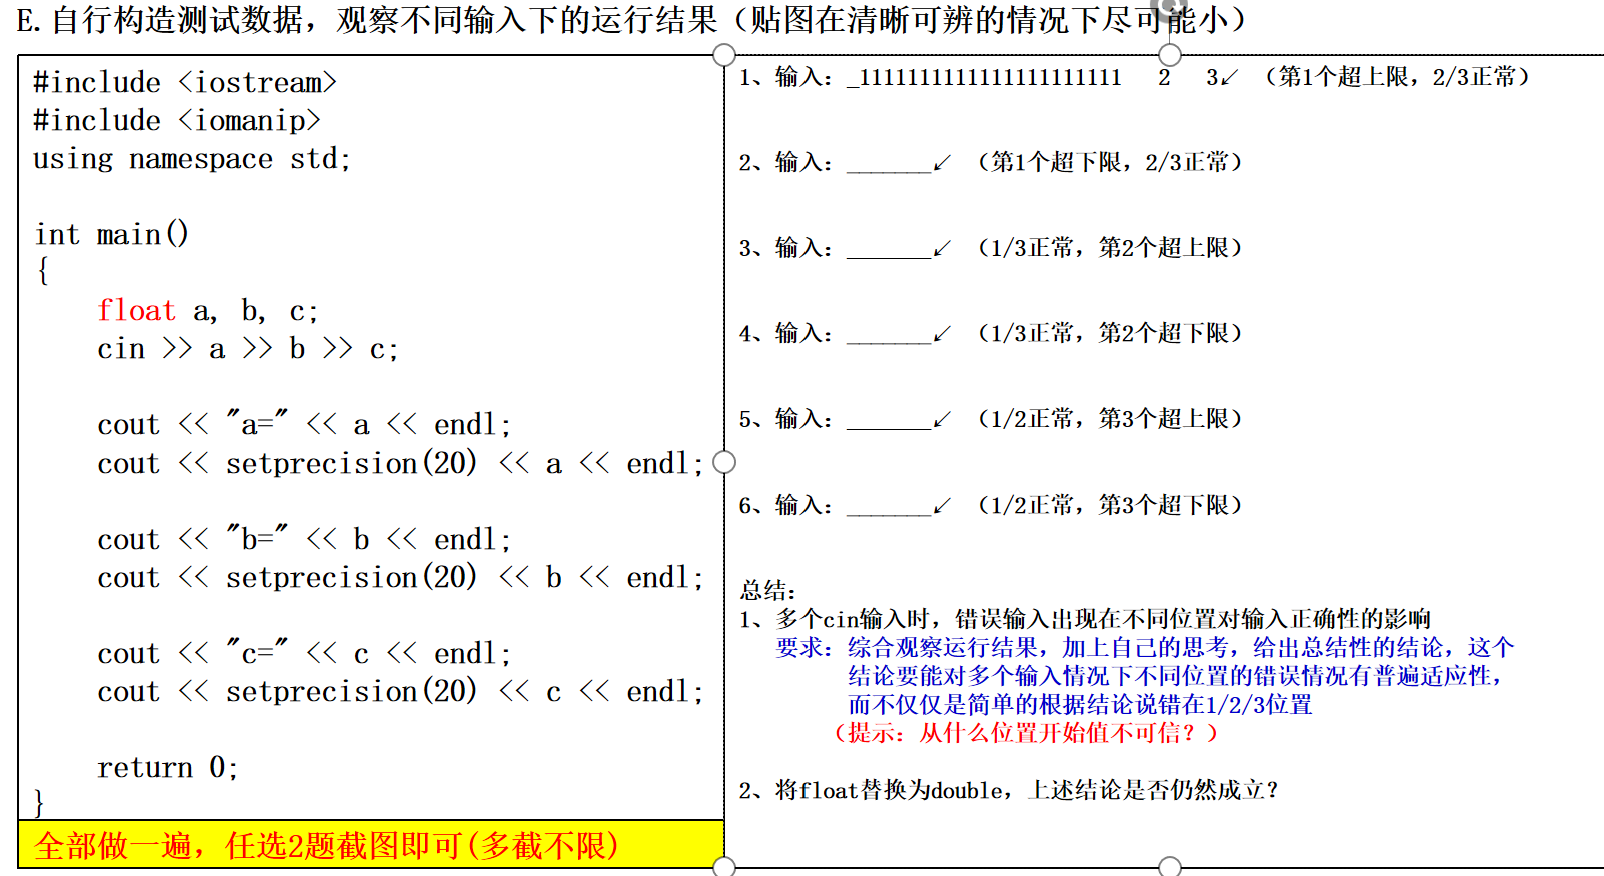 E.自行构造测试数据，观察不同输入下的运行结果（贴图在清晰可辨的情况下尽可能小）
#include <iostream>
#include <iomanip>
using namespace std;
int main()
{
float a, b, c;
cin >> a >> b >> c;
cout << "a=" << a << endl;
cout << setprecision(20) << a << endl;
cout << "b=" << b << endl;
cout << setprecision(20) << b << endl;
cout << "c=" << c << endl;
cout << setprecision(20) << c << endl;
return 0;
}
全部做一遍，任选2题截图即可(多截不限)
1、输入：_1111111111111111111111 2 3↙ （第1个超上限，2/3正常）
2、输入：_______↙ （第1个超下限，2/3正常）
3、输入：_______↙ （1/3正常，第2个超上限）
4、输入：_______↙ （1/3正常，第2个超下限）
5、输入：_______↙ （1/2正常，第3个超上限）
6、输入：_______↙ （1/2正常，第3个超下限）
总结：
1、多个cin输入时，错误输入出现在不同位置对输入正确性的影响
要求：综合观察运行结果，加上自己的思考，给出总结性的结论，这个
结论要能对多个输入情况下不同位置的错误情况有普遍适应性，
而不仅仅是简单的根据结论说错在1/2/3位置
（提示：从什么位置开始值不可信？）
2、将float替换为double，上述结论是否仍然成立？